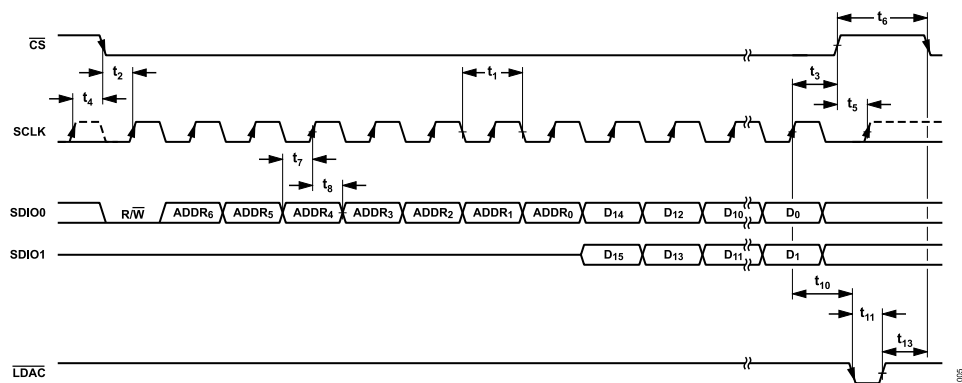 t6
CS
t2
t1
t3
t4
t5
SCLK
t7
t8
SDIO0
R/W
ADDR6
ADDR5
ADDR4
ADDR3
ADDR2
ADDR1
ADDR0
D14
D12
D10
D0
SDIO1
D15
D13
D11
D1
t10
t11
t13
LDAC
005